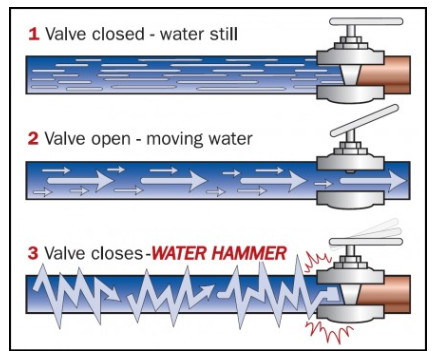 1 Valve closed - water still
2 Valve open - moving water
3 Valve closes - WATER HAMMER